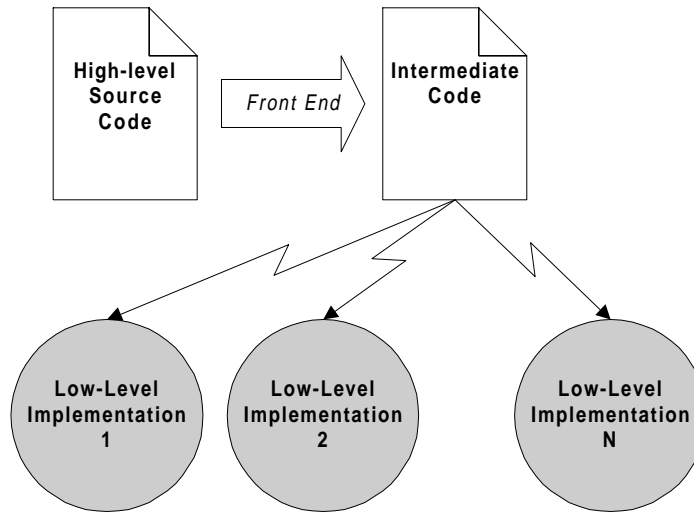 High-level
Source
Code
Front End
Intermediate
Code
Low-Level
Implementation
1
Low-Level
Implementation
2
Low-Level
Implementation
N